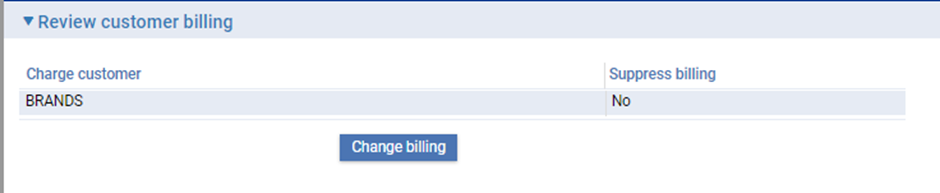 Review customer billing
Charge customer Suppress billing
BRANDS No
Change billing